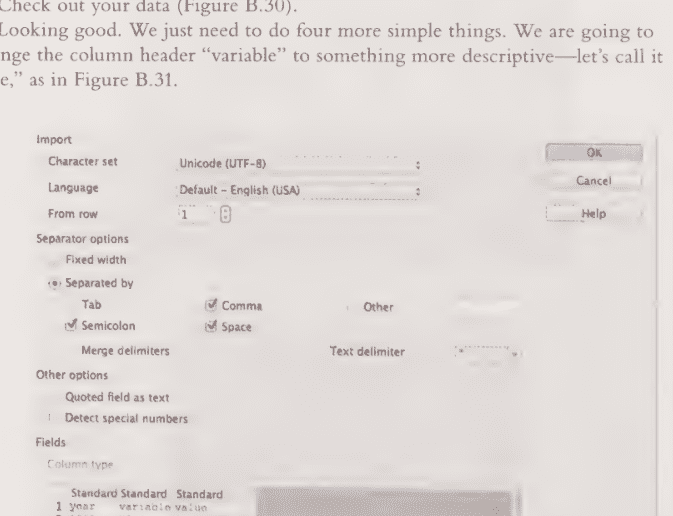 Check out your data (Figure B.30).
Looking good. We just need to do four more simple things. We are going to
nge the column header “variable” to something more descriptive—let’s call it
e,” as in Figure B.31.
Import
Character set Unicode (UTF-8)
OK
Language Default – English (USA)
Cancel
From row 1
Help
Separator options
Fixed width
Separated by
Tab Comma Other
Semicolon Space
Merge delimiters Text delimiter "
Other options
Quoted field as text
Detect special numbers
Fields
Column type
Standard Standard Standard
1 year variable value